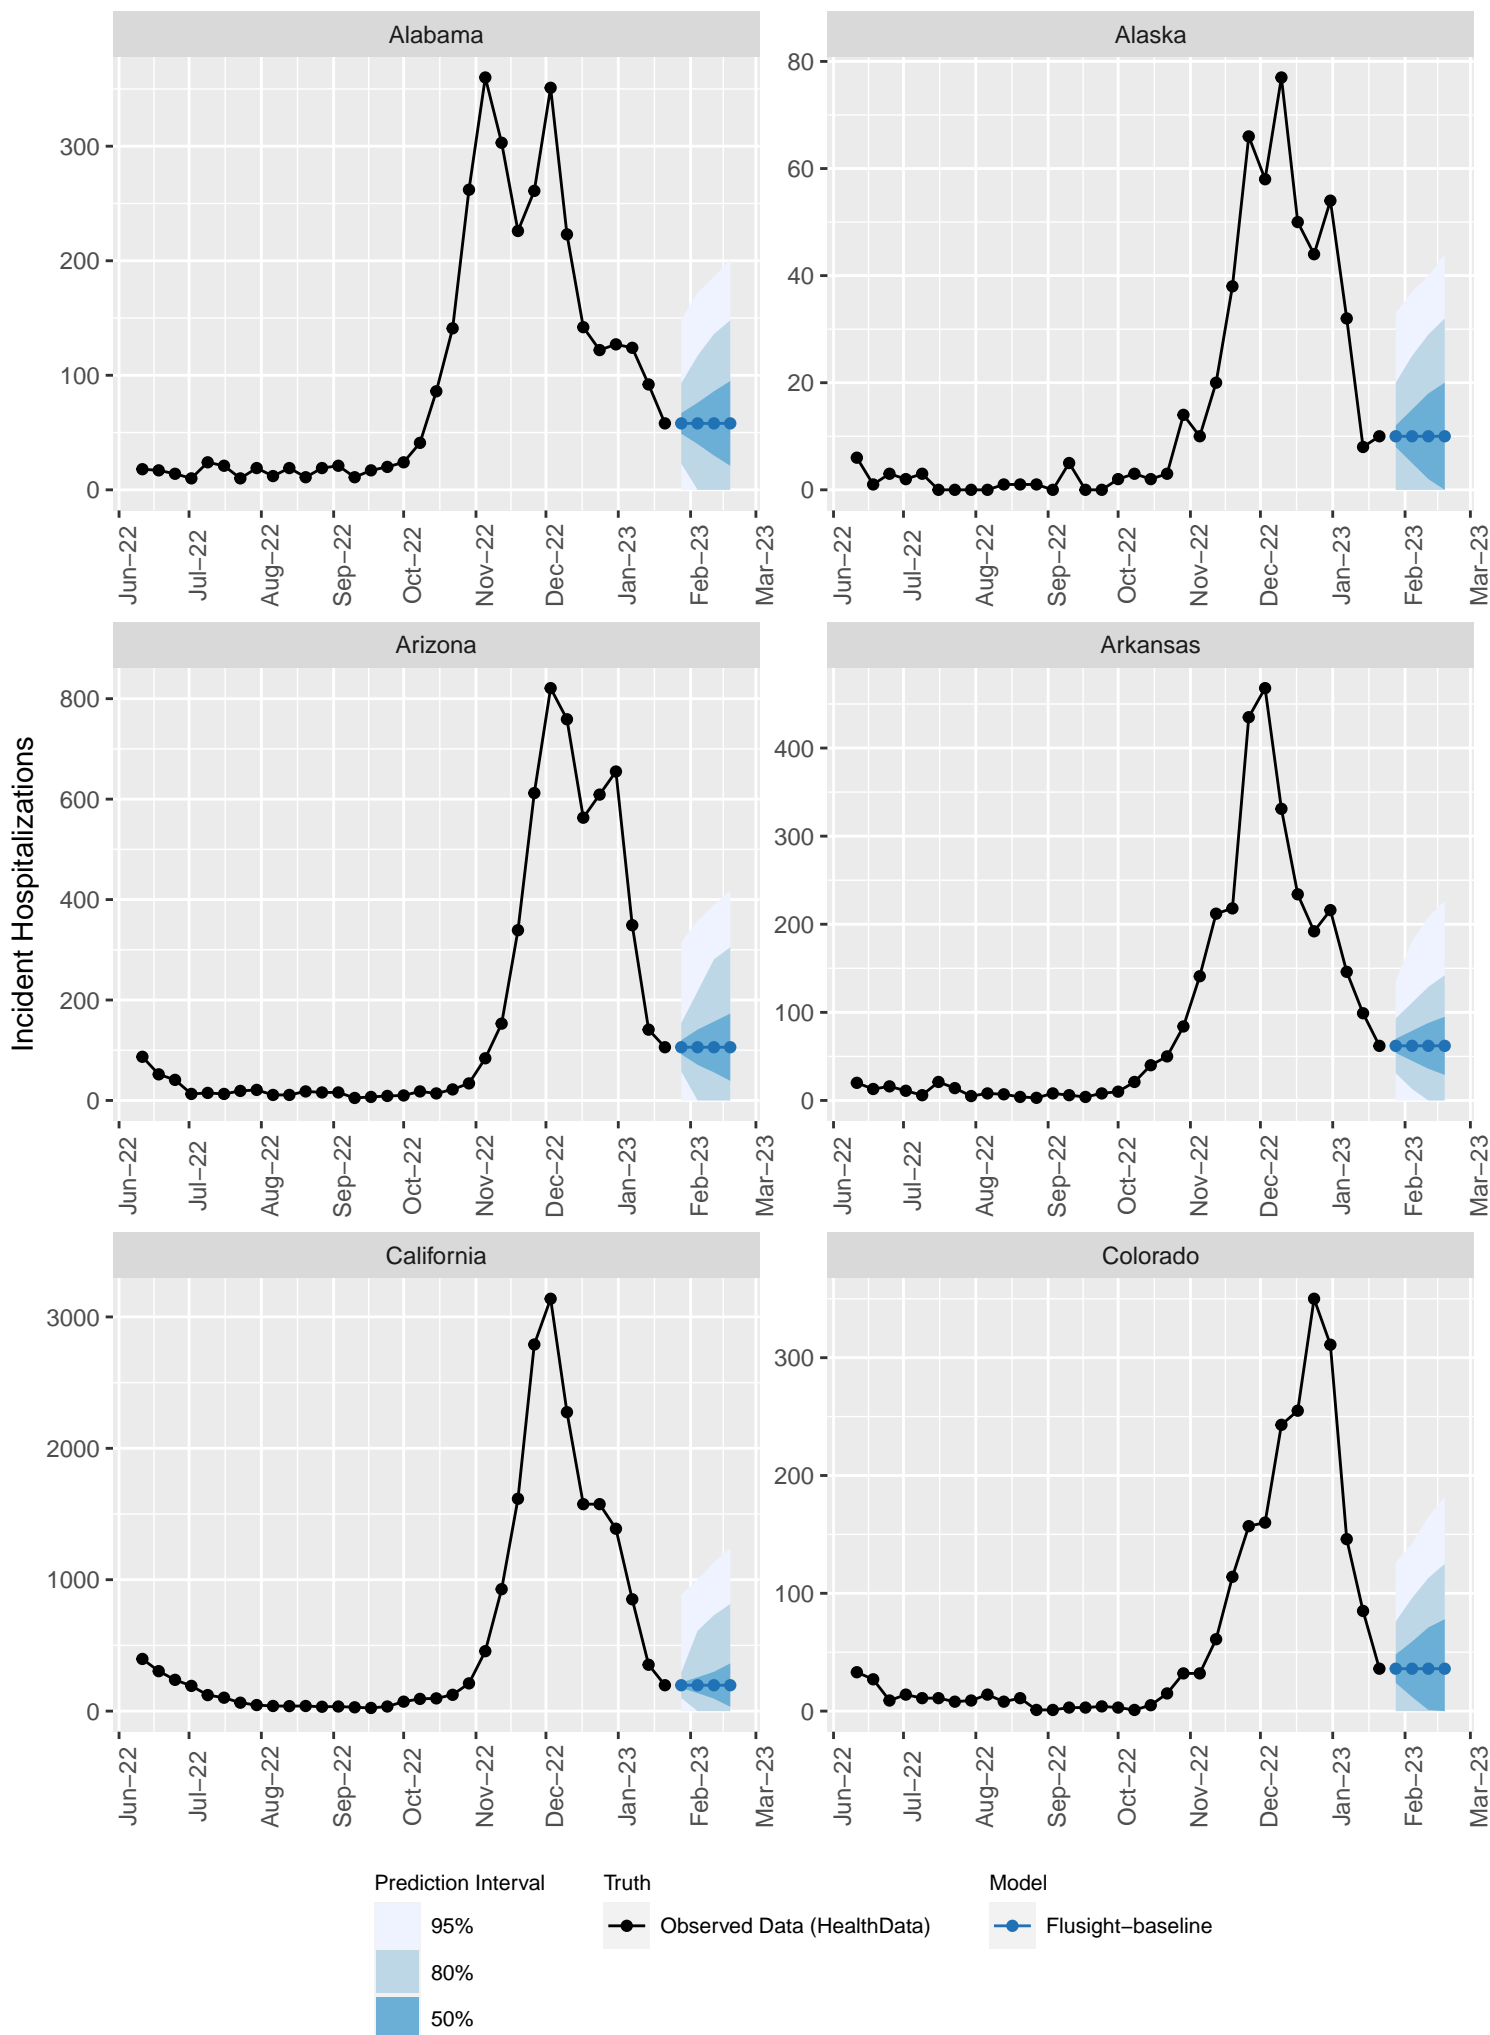 Incident Hospitalizations
Alabama
0
100
200
300
Jun−22
Jul−22
Aug−22
Sep−22
Oct−22
Nov−22
Dec−22
Jan−23
Feb−23
Mar−23
Alaska
0
20
40
60
80
Jun−22
Jul−22
Aug−22
Sep−22
Oct−22
Nov−22
Dec−22
Jan−23
Feb−23
Mar−23
Arizona
0
200
400
600
800
Jun−22
Jul−22
Aug−22
Sep−22
Oct−22
Nov−22
Dec−22
Jan−23
Feb−23
Mar−23
Arkansas
0
100
200
300
400
Jun−22
Jul−22
Aug−22
Sep−22
Oct−22
Nov−22
Dec−22
Jan−23
Feb−23
Mar−23
California
0
1000
2000
3000
Jun−22
Jul−22
Aug−22
Sep−22
Oct−22
Nov−22
Dec−22
Jan−23
Feb−23
Mar−23
Colorado
0
100
200
300
Jun−22
Jul−22
Aug−22
Sep−22
Oct−22
Nov−22
Dec−22
Jan−23
Feb−23
Mar−23
Prediction Interval
95%
80%
50%
Truth
Observed Data (HealthData)
Model
Flusight−baseline